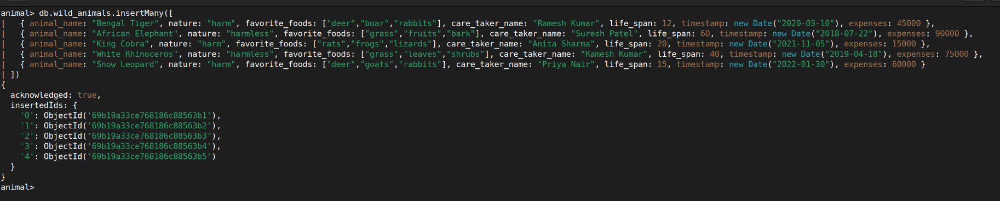 animal> db.wild_animals.insertMany([
|   { animal_name: "Bengal Tiger", nature: "harm", favorite_foods: ["deer","boar","rabbits"], care_taker_name: "Ramesh Kumar", life_span: 12, timestamp: new Date("2020-03-10"), expenses: 45000 },
|   { animal_name: "African Elephant", nature: "harmless", favorite_foods: ["grass","fruits","bark"], care_taker_name: "Suresh Patel", life_span: 60, timestamp: new Date("2018-07-22"), expenses: 90000 },
|   { animal_name: "King Cobra", nature: "harm", favorite_foods: ["rats","frogs","lizards"], care_taker_name: "Anita Sharma", life_span: 20, timestamp: new Date("2021-11-05"), expenses: 15000 },
|   { animal_name: "White Rhinoceros", nature: "harmless", favorite_foods: ["grass","leaves","shrubs"], care_taker_name: "Ramesh Kumar", life_span: 40, timestamp: new Date("2019-04-18"), expenses: 75000 },
|   { animal_name: "Snow Leopard", nature: "harm", favorite_foods: ["deer","goats","rabbits"], care_taker_name: "Priya Nair", life_span: 15, timestamp: new Date("2022-01-30"), expenses: 60000 }
| ])
{
  acknowledged: true,
  insertedIds: {
    '0': ObjectId('69b19a33ce768186c88563b1'),
    '1': ObjectId('69b19a33ce768186c88563b2'),
    '2': ObjectId('69b19a33ce768186c88563b3'),
    '3': ObjectId('69b19a33ce768186c88563b4'),
    '4': ObjectId('69b19a33ce768186c88563b5')
  }
}
animal>